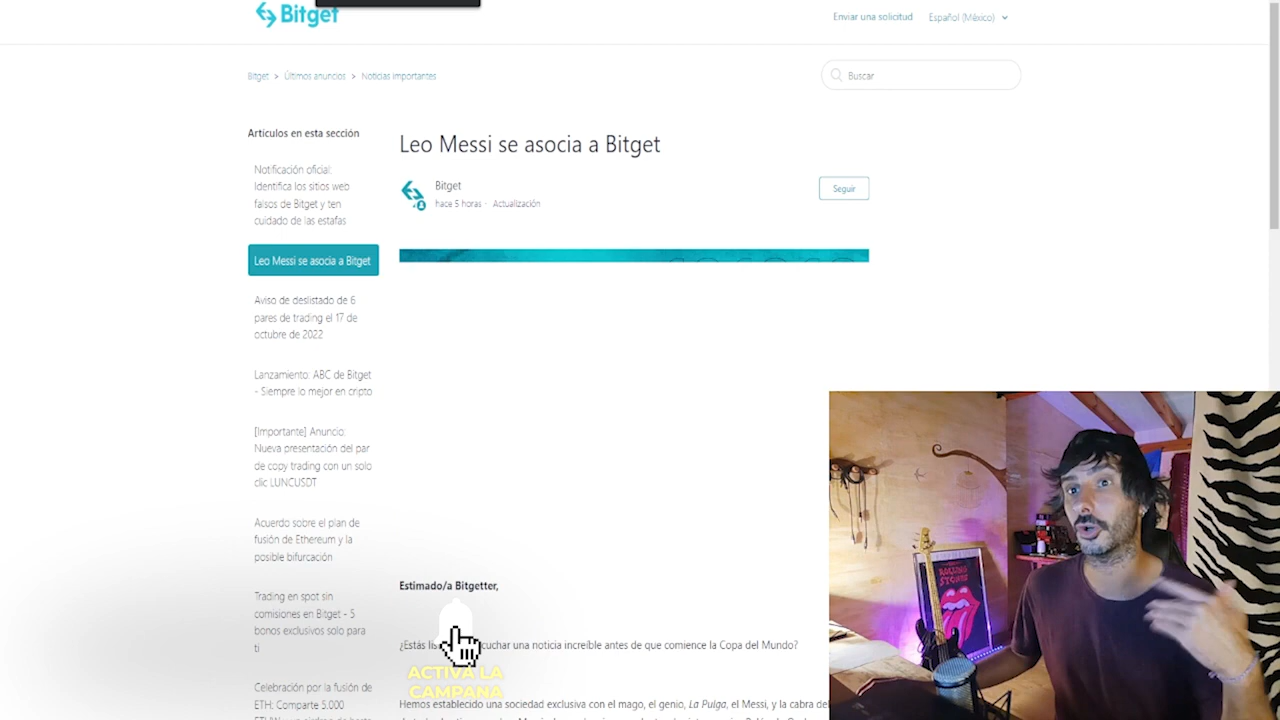 Bitget
Enviar una solicitud
Español (México)
Bitget > Últimos anuncios > Noticias importantes
Buscar
Artículos en esta sección
Notificación oficial:
Identifica los sitios web
falsos de Bitget y ten
cuidado de las estafas
Leo Messi se asocia a Bitget
Aviso de deslistado de 6
pares de trading el 17 de
octubre de 2022
Lanzamiento: ABC de Bitget
- Siempre lo mejor en cripto
[Importante] Anuncio:
Nueva presentación del par
de copy trading con un solo
clic LUNCUSDT
Acuerdo sobre el plan de
fusión de Ethereum y la
posible bifurcación
Trading en spot sin
comisiones en Bitget - 5
bonos exclusivos solo para
ti
Celebración por la fusión de
ETH: Comparte 5.000
Leo Messi se asocia a Bitget
Bitget
hace 5 horas · Actualización
Seguir
Estimado/a Bitgetter,
¿Estás cuchar una noticia increíble antes de que comience la Copa del Mundo?
ACTIVA LA
CAMPANA
Hemos establecido una sociedad exclusiva con el mago, el genio, La Pulga, el Messi, y la cabra del
ROLLING
STONES